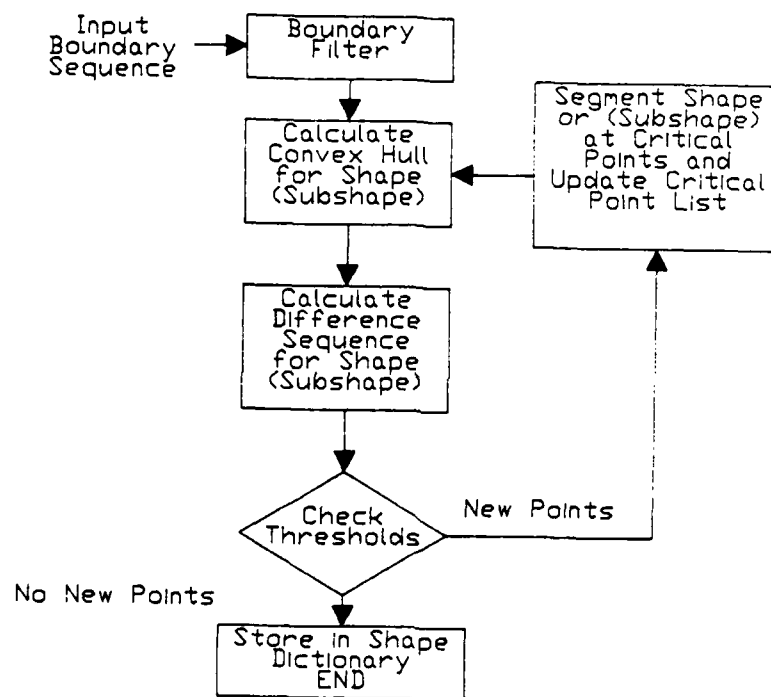 Input
Boundary
Sequence
Boundary
Filter
Calculate
Convex Hull
for Shape
(Subshape)
Segment Shape
or (Subshape)
at Critical
Points and
Update Critical
Point List
Calculate
Difference
Sequence
for Shape
(Subshape)
Check
Thresholds
New Points
No New Points
Store in Shape
Dictionary
END